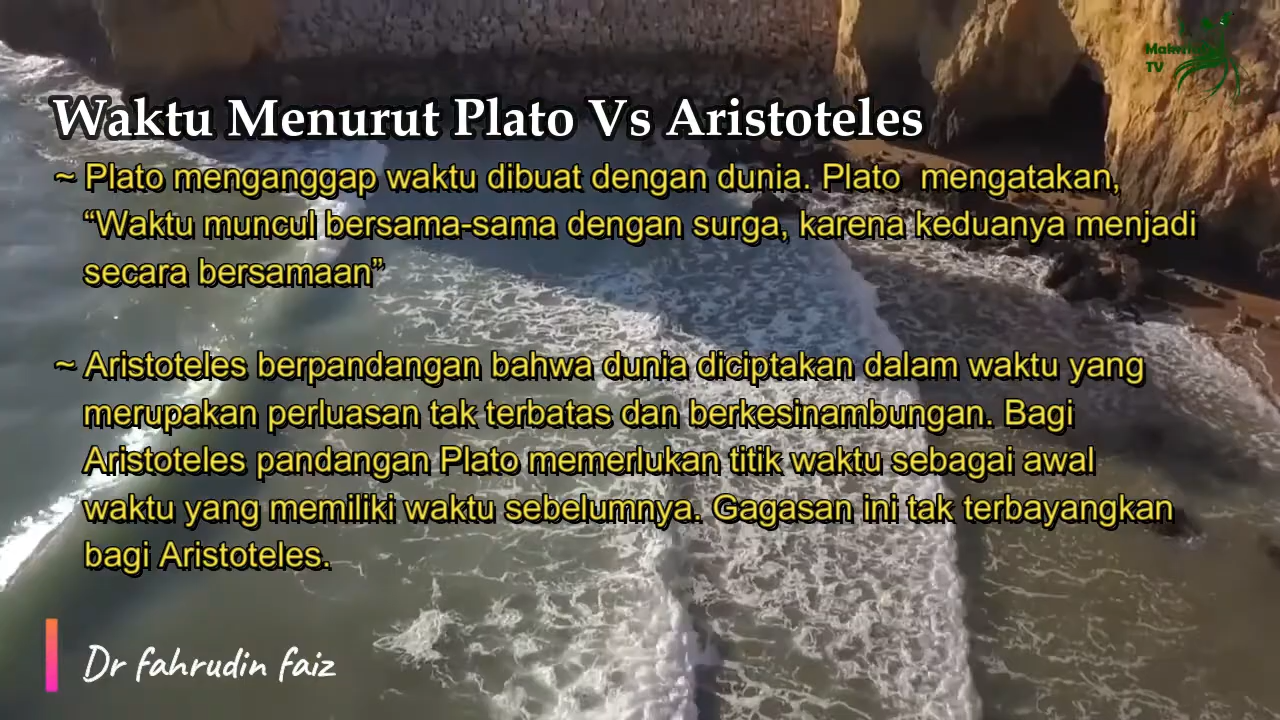 TV
Waktu Menurut Plato Vs Aristoteles
~ Plato menganggap waktu dibuat dengan dunia. Plato mengatakan,
“Waktu muncul bersama-sama dengan surga, karena keduanya menjadi
secara bersamaan”
~ Aristoteles berpandangan bahwa dunia diciptakan dalam waktu yang
merupakan perluasan tak terbatas dan berkesinambungan. Bagi
Aristoteles pandangan Plato memerlukan titik waktu sebagai awal
waktu yang memiliki waktu sebelumnya. Gagasan ini tak terbayangkan
bagi Aristoteles.
Dr fahrudin faiz